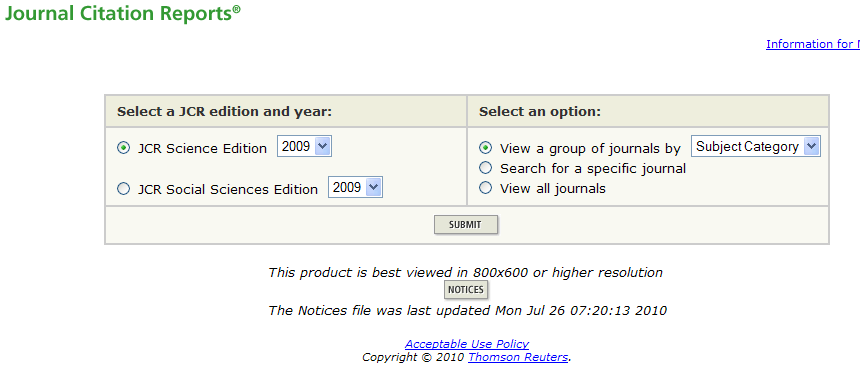 Journal Citation Reports®
Information for
Select a JCR edition and year:
Select an option:
JCR Science Edition 2009
JCR Social Sciences Edition 2009
View a group of journals by Subject Category
Search for a specific journal
View all journals
SUBMIT
This product is best viewed in 800x600 or higher resolution
NOTICES
The Notices file was last updated Mon Jul 26 07:20:13 2010
Acceptable Use Policy
Copyright © 2010 Thomson Reuters.